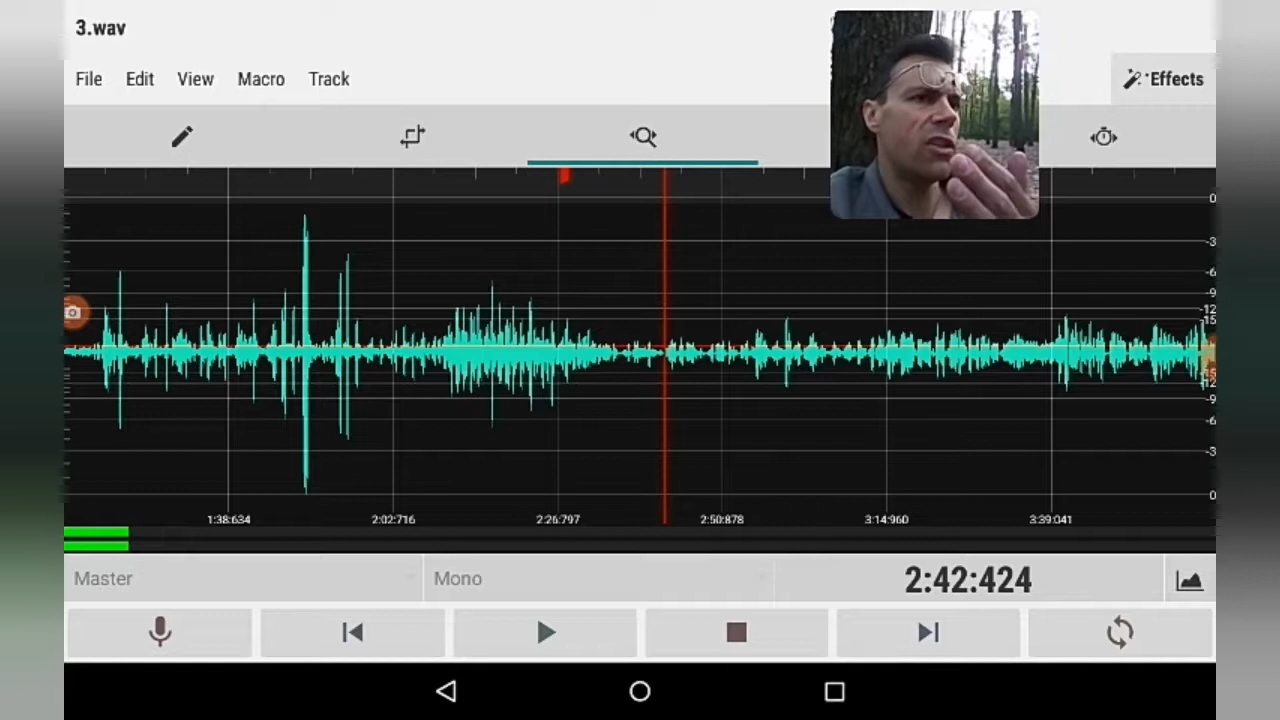 3.wav
File Edit View Macro Track
Effects
0
-3
-6
-9
-12
-15
-9
-6
-3
0
1:38:634 2:02:716 2:26:797 2:50:878 3:14:960 3:39:041
Master Mono 2:42:424